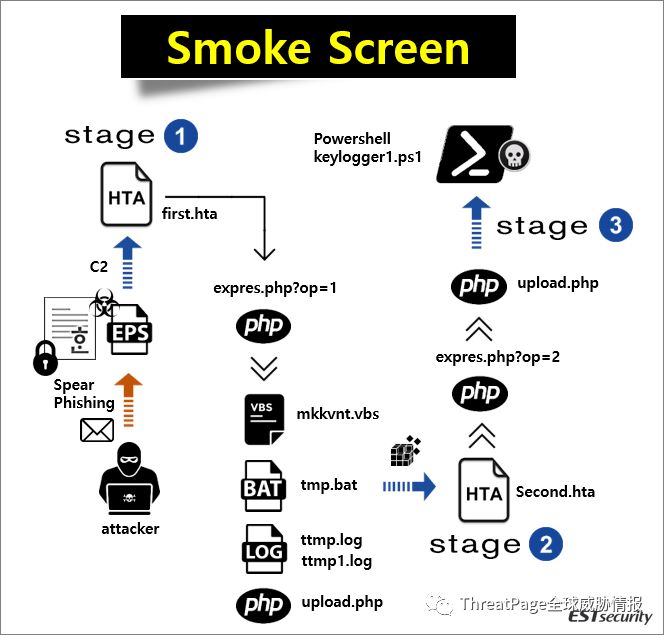 Smoke Screen
stage 1
HTA
first.hta
C2
EPS
Spear
Phishing
attacker
expres.php?op=1
php
VBS
mkkvnt.vbs
BAT
tmp.bat
LOG
ttmp.log
ttmp1.log
php
upload.php
Powershell
keylogger1.ps1
stage 3
php
upload.php
expres.php?op=2
php
HTA
Second.hta
stage 2
ThreatPage全球威胁情报
ESTsecurity